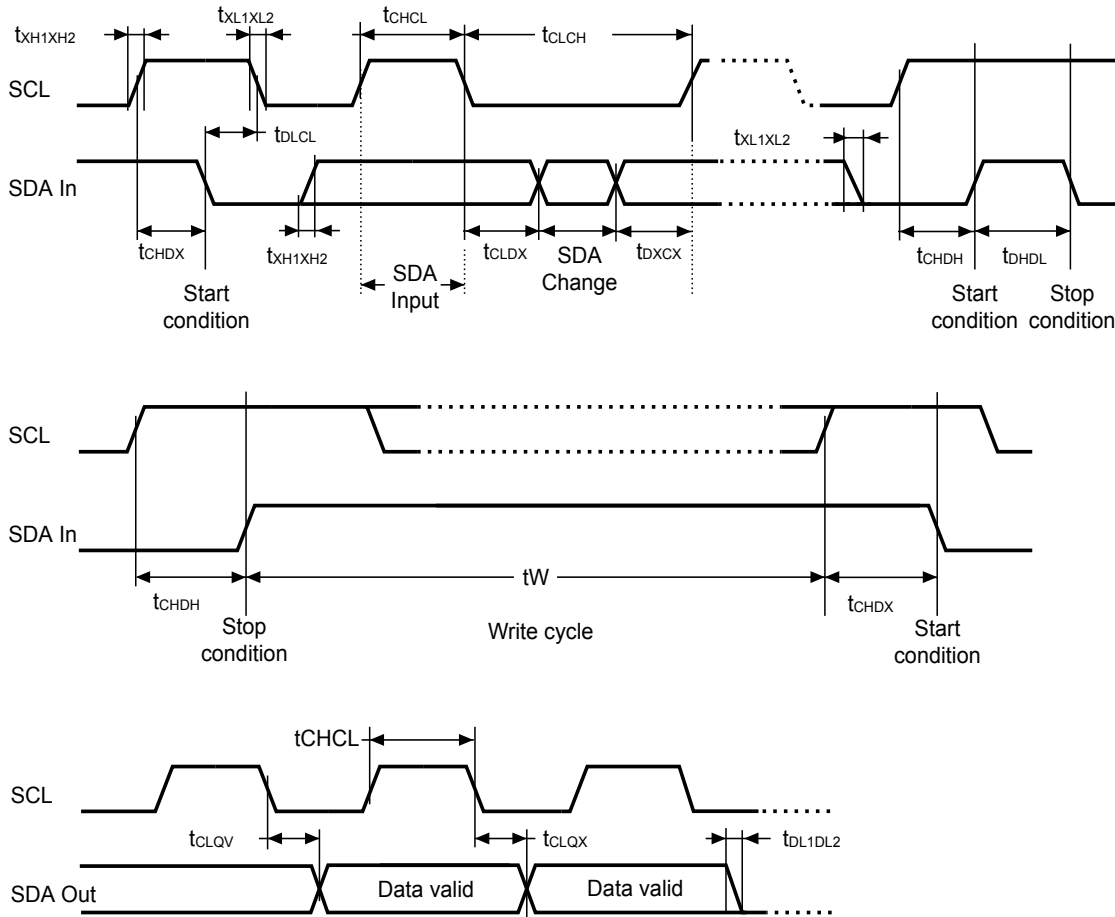 tXH1XH2
tXL1XL2
tCHCL
tCLCH
SCL
tDLCL
tXL1XL2
SDA In
tCHDX
tXH1XH2
tCLDX
SDA
Change
tDXCX
tCHDH
tDHDL
SDA
Input
Start
condition
Start
condition
Stop
condition
SCL
SDA In
tCHDH
tW
tCHDX
Stop
condition
Write cycle
Start
condition
tCHCL
SCL
tCLQV
tCLQX
tDL1DL2
SDA Out
Data valid
Data valid